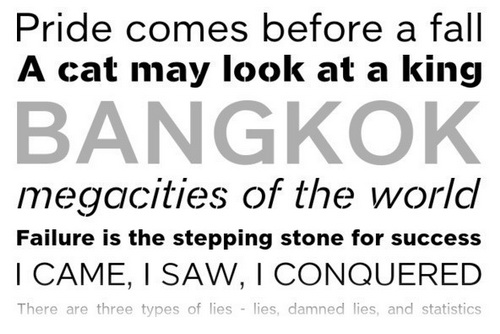 Pride comes before a fall
A cat may look at a king
BANGKOK
megacities of the world
Failure is the stepping stone for success
I CAME, I SAW, I CONQUERED
There are three types of lies - lies, damned lies, and statistics